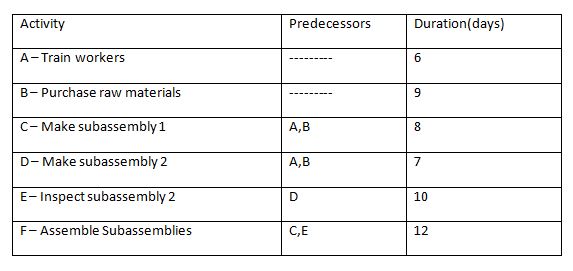 Activity Predecessors Duration(days)
A – Train workers --------- 6
B – Purchase raw materials --------- 9
C – Make subassembly 1 A,B 8
D – Make subassembly 2 A,B 7
E – Inspect subassembly 2 D 10
F – Assemble Subassemblies C,E 12